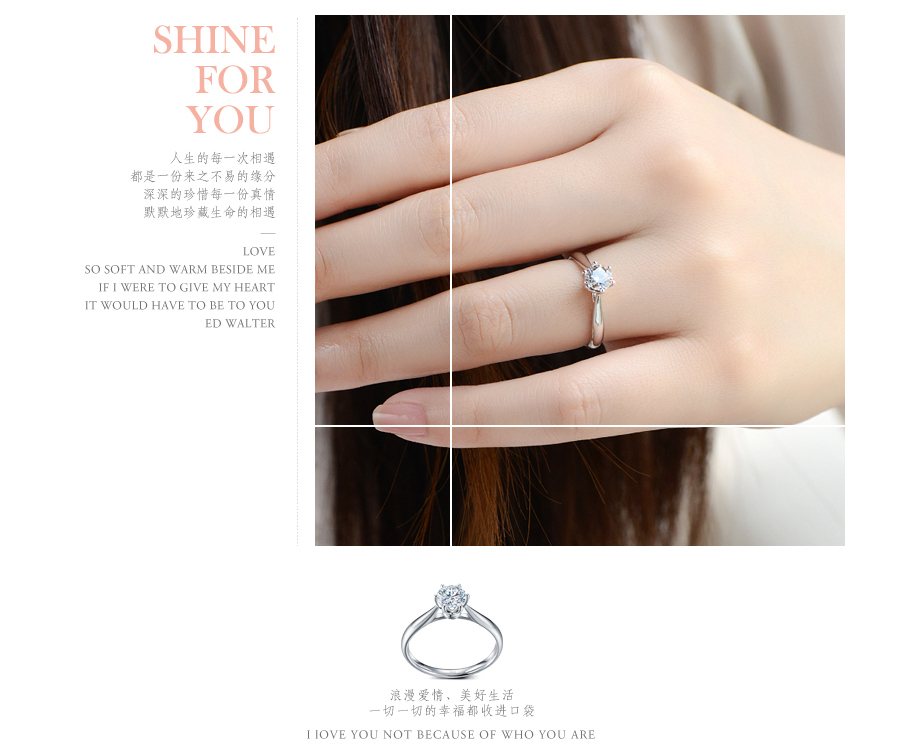 SHINE
FOR
YOU
人生的每一次相遇
都是一份来之不易的缘分
深深的珍惜每一份真情
默默地珍藏生命的相遇
LOVE
SO SOFT AND WARM BESIDE ME
IF I WERE TO GIVE MY HEART
IT WOULD HAVE TO BE TO YOU
ED WALTER
浪漫爱情、美好生活
一切一切的幸福都收进口袋
I lOVE YOU NOT BECAUSE OF WHO YOU ARE